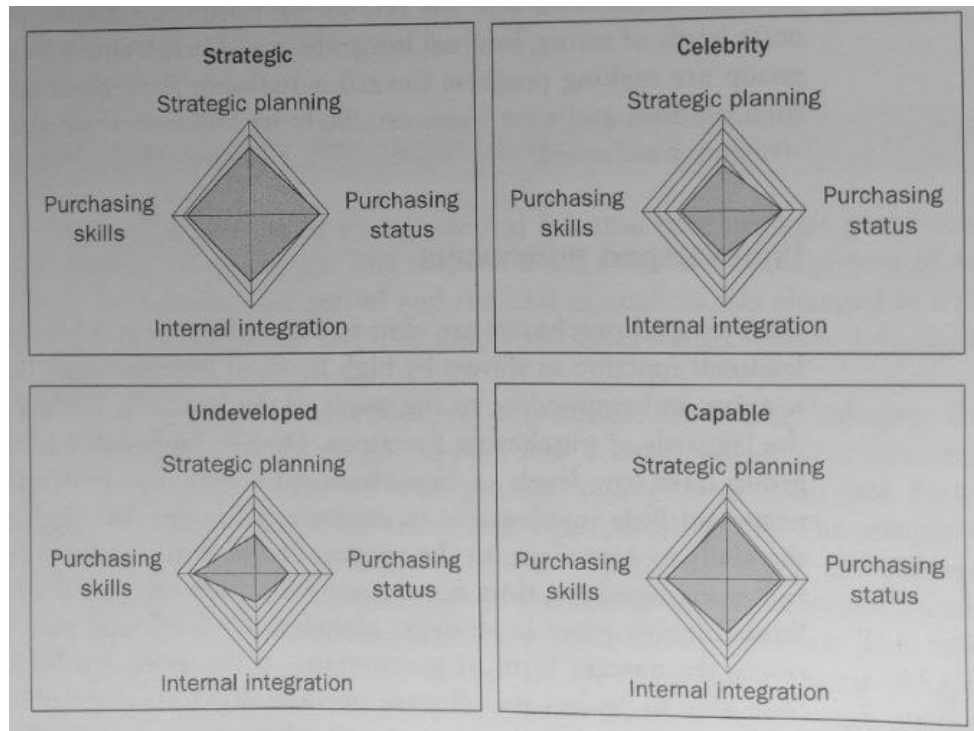 Strategic
Strategic planning
Purchasing
skills
Purchasing
status
Internal integration
Celebrity
Strategic planning
Purchasing
skills
Purchasing
status
Internal integration
Undeveloped
Strategic planning
Purchasing
skills
Purchasing
status
Internal integration
Capable
Strategic planning
Purchasing
skills
Purchasing
status
Internal integration